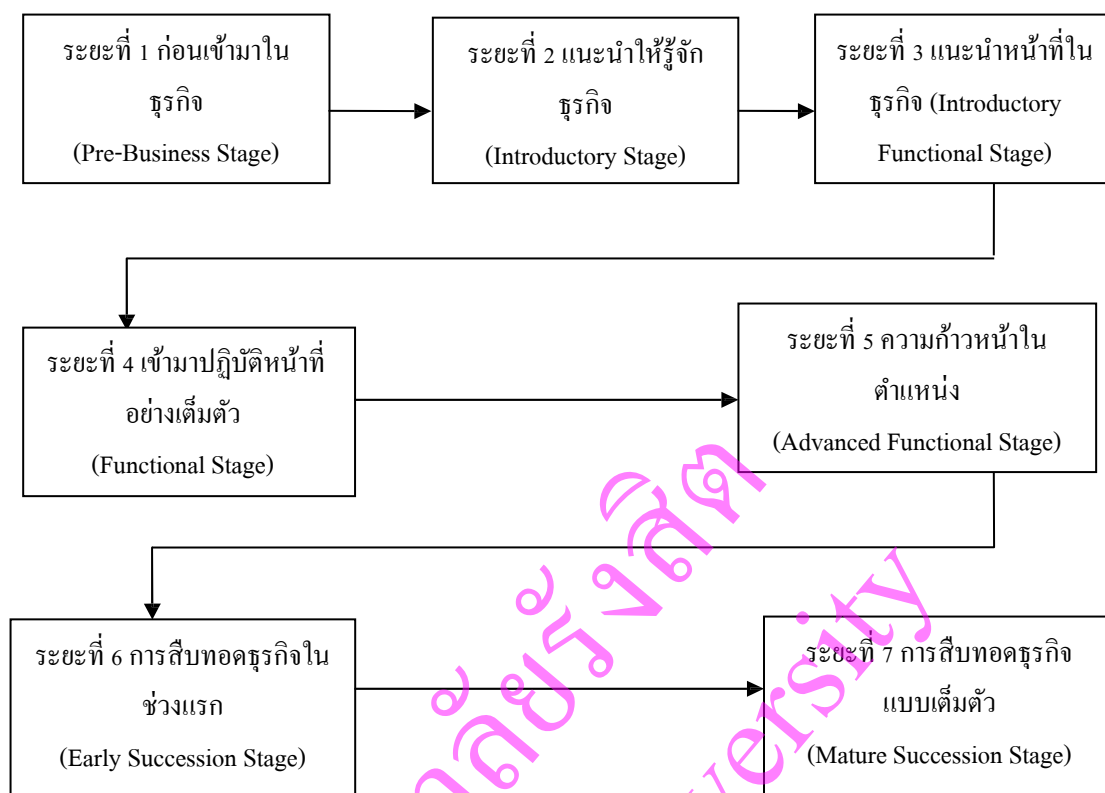 ระยะที่ 1 ก่อนเข้ามาใน
ธุรกิจ
(Pre-Business Stage)
ระยะที่ 2 แนะนำให้รู้จัก
ธุรกิจ
(Introductory Stage)
ระยะที่ 3 แนะนำหน้าที่ใน
ธุรกิจ (Introductory
Functional Stage)
ระยะที่ 4 เข้ามาปฏิบัติหน้าที่
อย่างเต็มตัว
(Functional Stage)
ระยะที่ 5 ความก้าวหน้าใน
ตำแหน่ง
(Advanced Functional Stage)
ระยะที่ 6 การสืบทอดธุรกิจใน
ช่วงแรก
(Early Succession Stage)
ระยะที่ 7 การสืบทอดธุรกิจ
แบบเต็มตัว
(Mature Succession Stage)